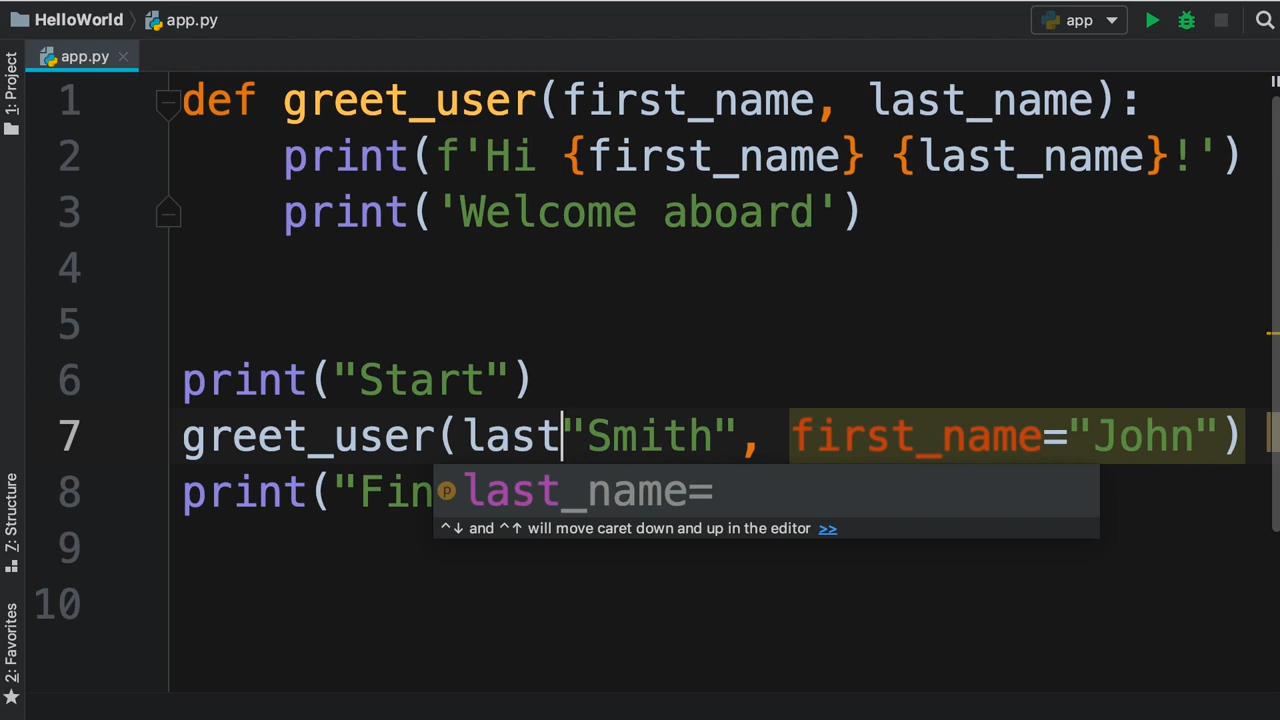 HelloWorld app.py app
app.py
1: Project
7: Structure
2: Favorites
1 def greet_user(first_name, last_name):
2     print(f'Hi {first_name} {last_name}!')
3     print('Welcome aboard')
4
5
6 print("Start")
7 greet_user(last"Smith", first_name="John")
8 print("Fin
p last_name=
^↓ and ^↑ will move caret down and up in the editor >>
9
10